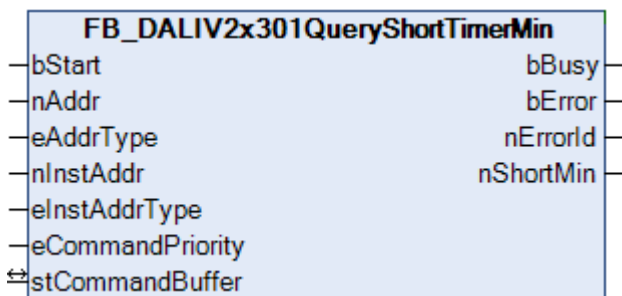 FB_DALIV2x301QueryShortTimerMin
bStart bBusy
nAddr bError
eAddrType nErrorId
nInstAddr nShortMin
eInstAddrType
eCommandPriority
stCommandBuffer